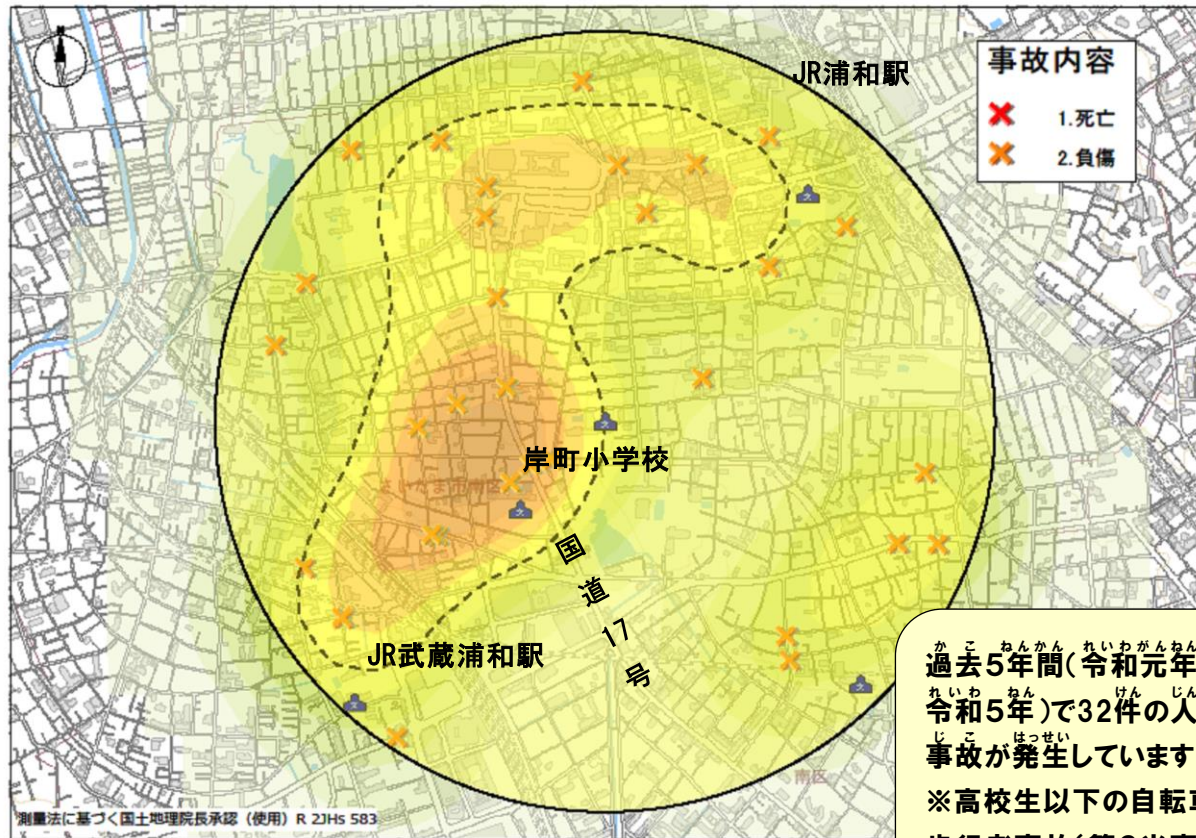 JR浦和駅
事故内容
1.死亡
2.負傷
岸町小学校
国道17号
JR武蔵浦和駅
南区
測量法に基づく国土地理院長承認（使用）R 2JHs 583
過去5年間(令和元年
令和5年)で32件の人
事故が発生しています
※高校生以下の自転車